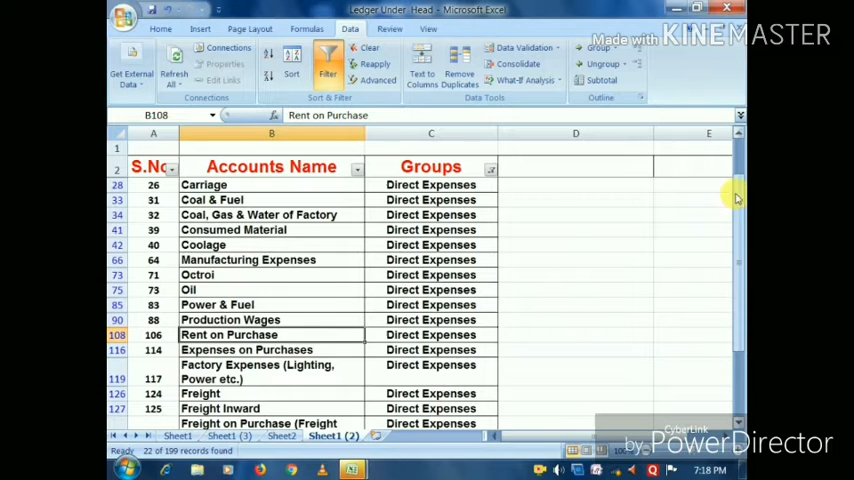 Ledger Under Head - Microsoft Excel
Made with KINEMASTER
Home Insert Page Layout Formulas Data Review View
Get External Data
Refresh All
Connections
Properties
Edit Links
Connections
Sort
Filter
Clear
Reapply
Advanced
Sort & Filter
Text to Columns
Remove Duplicates
Data Validation
Consolidate
What-If Analysis
Data Tools
Group
Ungroup
Subtotal
Outline
B108 fx Rent on Purchase
A B C D E
1
2 S.No Accounts Name Groups
28 26 Carriage Direct Expenses
33 31 Coal & Fuel Direct Expenses
34 32 Coal, Gas & Water of Factory Direct Expenses
41 39 Consumed Material Direct Expenses
42 40 Coolage Direct Expenses
66 64 Manufacturing Expenses Direct Expenses
73 71 Octroi Direct Expenses
75 73 Oil Direct Expenses
85 83 Power & Fuel Direct Expenses
90 88 Production Wages Direct Expenses
108 106 Rent on Purchase Direct Expenses
116 114 Expenses on Purchases Direct Expenses
119 117 Factory Expenses (Lighting, Power etc.) Direct Expenses
126 124 Freight Direct Expenses
127 125 Freight Inward Direct Expenses
Freight on Purchase (Freight Direct Expenses
Sheet1 Sheet1 (3) Sheet2 Sheet1 (2)
CyberLink
by PowerDirector
Ready 22 of 199 records found
7:18 PM